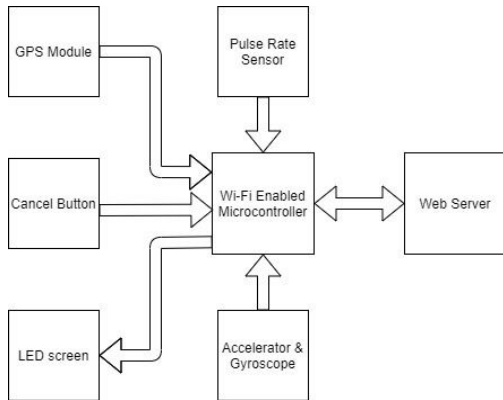 GPS Module
Pulse Rate
Sensor
Cancel Button
Wi-Fi Enabled
Microcontroller
Web Server
LED screen
Accelerator &
Gyroscope